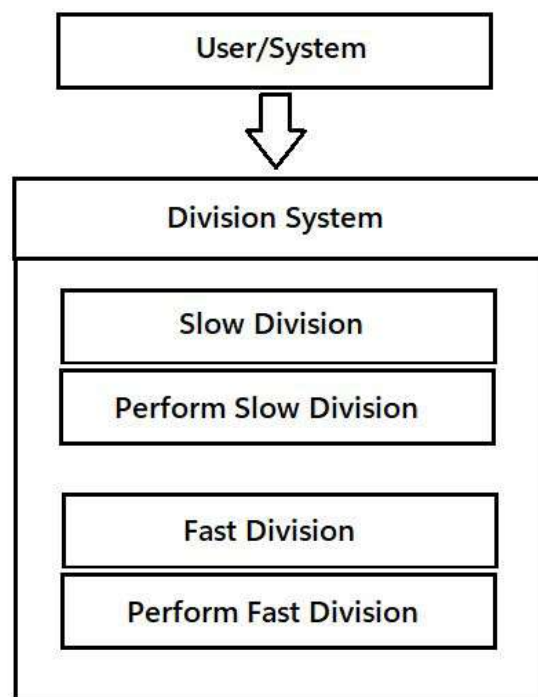 User/System
Division System
Slow Division
Perform Slow Division
Fast Division
Perform Fast Division